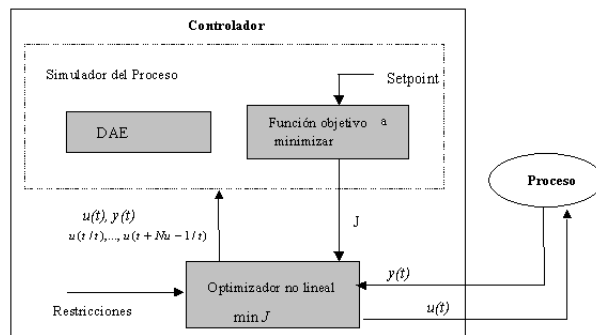 Controlador
Simulador del Proceso
Setpoint
DAE
Función objetivo a
minimizar
Proceso
u(t), y(t)
u(t/t),..., u(t+Nu-1/t)
J
y(t)
Optimizador no lineal
min J
u(t)
Restricciones